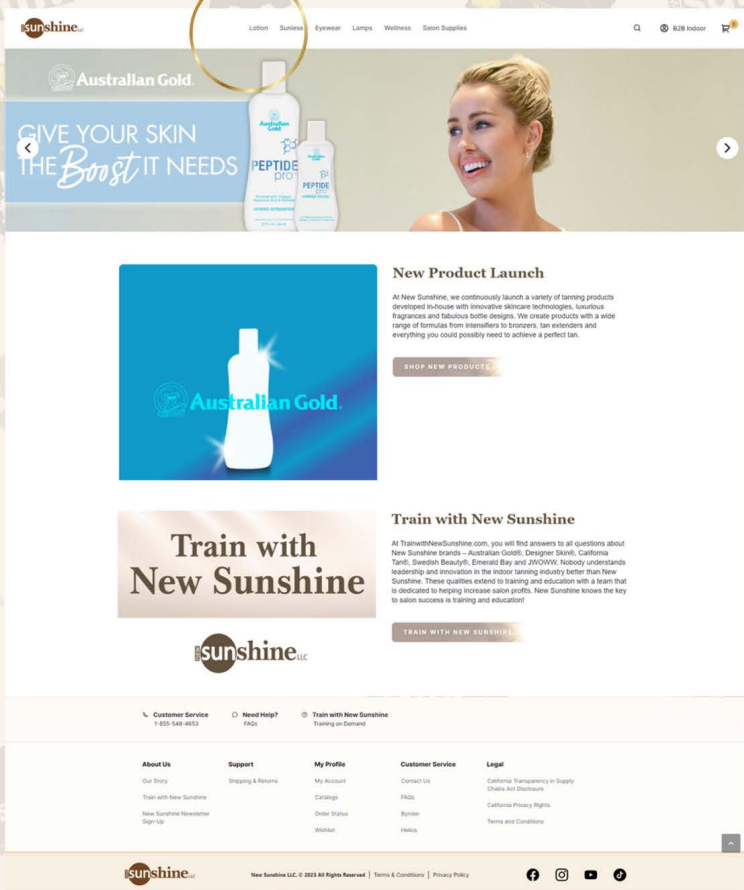 new sunshine LLC
Lotion Sunless Eyewear Lamps Wellness Salon Supplies
B2B Indoor
0
Australian Gold.
GIVE YOUR SKIN
THE Boost IT NEEDS
Australian
Gold
PEPTIDE
pro
HYBRID INTENSIFIER
PEPTIDE
pro
New Product Launch
At New Sunshine, we continuously launch a variety of tanning products
developed in-house with innovative skincare technologies, luxurious
fragrances and fabulous bottle designs. We create products with a wide
range of formulas from intensifiers to bronzers, tan extenders and
everything you could possibly need to achieve a perfect tan.
SHOP NEW PRODUCTS
Australian Gold.
Train with
New Sunshine
new sunshine LLC
Train with New Sunshine
At TrainwithNewSunshine.com, you will find answers to all questions about
New Sunshine brands – Australian Gold®, Designer Skin®, California
Tan®, Swedish Beauty®, Emerald Bay and JWOWW. Nobody understands
leadership and innovation in the indoor tanning industry better than New
Sunshine. These qualities extend to training and education with a team that
is dedicated to helping increase salon profits. New Sunshine knows the key
to salon success is training and education!
TRAIN WITH NEW SUNSHINE
Customer Service
1-855-548-4653
Need Help?
FAQs
Train with New Sunshine
Training on Demand
About Us
Our Story
Train with New Sunshine
New Sunshine Newsletter
Sign-Up
Support
Shipping & Returns
My Profile
My Account
Catalogs
Order Status
Wishlist
Customer Service
Contact Us
FAQs
Bynder
Helios
Legal
California Transparency in Supply
Chains Act Disclosure
California Privacy Rights
Terms and Conditions
new sunshine LLC
New Sunshine LLC. © 2023 All Rights Reserved | Terms & Conditions | Privacy Policy